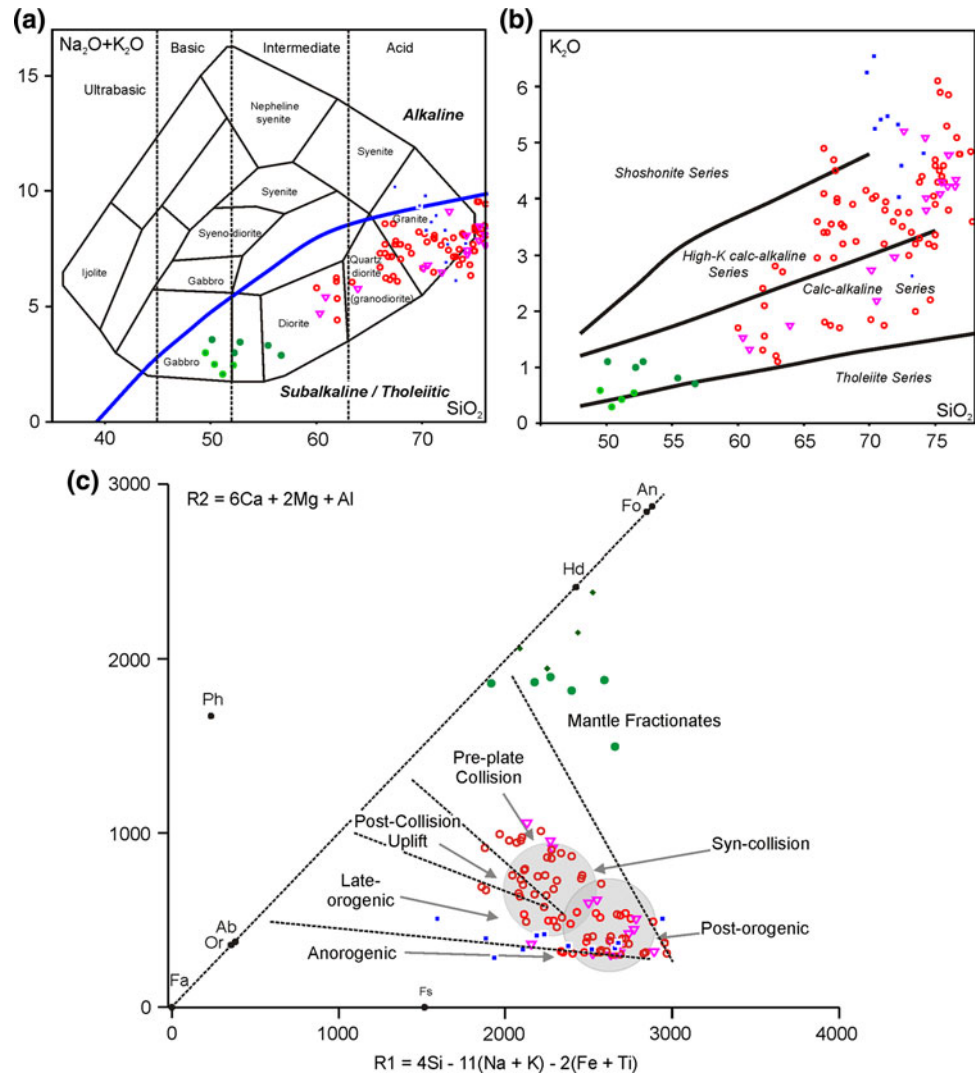 (a)
Na2O+K2O
Basic
Intermediate
Acid
Ultrabasic
Nepheline
syenite
Alkaline
Syenite
Syenite
Syeno-diorite
Granite
Ijolite
Gabbro
Quartz
diorite
(granodiorite)
Diorite
Gabbro
Subalkaline / Tholeiitic
SiO2
15
10
5
0
40
50
60
70
(b)
K2O
Shoshonite Series
High-K calc-alkaline
Series
Calc-alkaline Series
Tholeiite Series
SiO2
6
5
4
3
2
1
0
45
50
55
60
65
70
75
(c)
3000
R2 = 6Ca + 2Mg + Al
An
Fo
Hd
2000
Ph
Mantle Fractionates
Pre-plate
Collision
1000
Post-Collision
Uplift
Syn-collision
Late-
orogenic
Ab
Or
Post-orogenic
Anorogenic
Fa
Fs
0
0
1000
2000
3000
4000
R1 = 4Si - 11(Na + K) - 2(Fe + Ti)